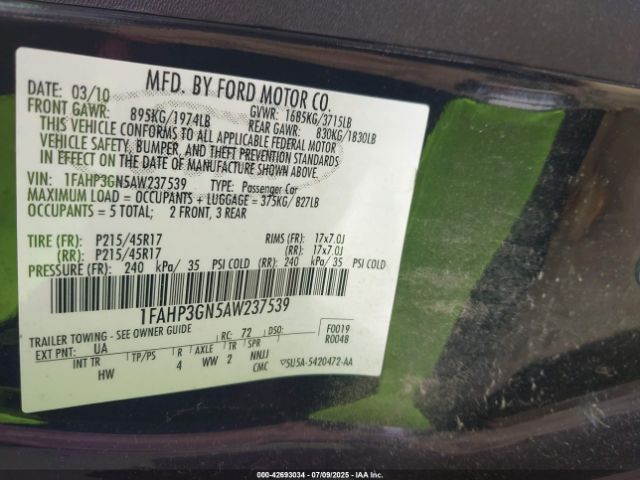 MFD. BY FORD MOTOR CO.
DATE: 03/10 GVWR: 1685KG/3715LB
FRONT GAWR: 895KG/1974LB REAR GAWR: 830KG/1830LB
THIS VEHICLE CONFORMS TO ALL APPLICABLE FEDERAL MOTOR
VEHICLE SAFETY, BUMPER, AND THEFT PREVENTION STANDARDS
IN EFFECT ON THE DATE OF MANUFACTURE SHOWN ABOVE.
VIN: 1FAHP3GN5AW237539 TYPE: Passenger Car
MAXIMUM LOAD = OCCUPANTS + LUGGAGE = 375KG/ 827LB
OCCUPANTS = 5 TOTAL; 2 FRONT, 3 REAR
TIRE (FR): P215/45R17 RIMS (FR): 17x7.0J
(RR): P215/45R17 (RR): 17x7.0J
PRESSURE (FR): 240 kPa/ 35 PSI COLD (RR): 240 kPa/ 35 PSI COLD
1FAHP3GN5AW237539
TRAILER TOWING - SEE OWNER GUIDE RC: 72 DSO: F0019
EXT PNT: UA R0048
INT TR TP/PS R AXLE TR SPR
HW 4 WW 2 NNJJ
CMC 5U5A-5420472-AA
000-42693034 - 07/09/2025 - IAA Inc.